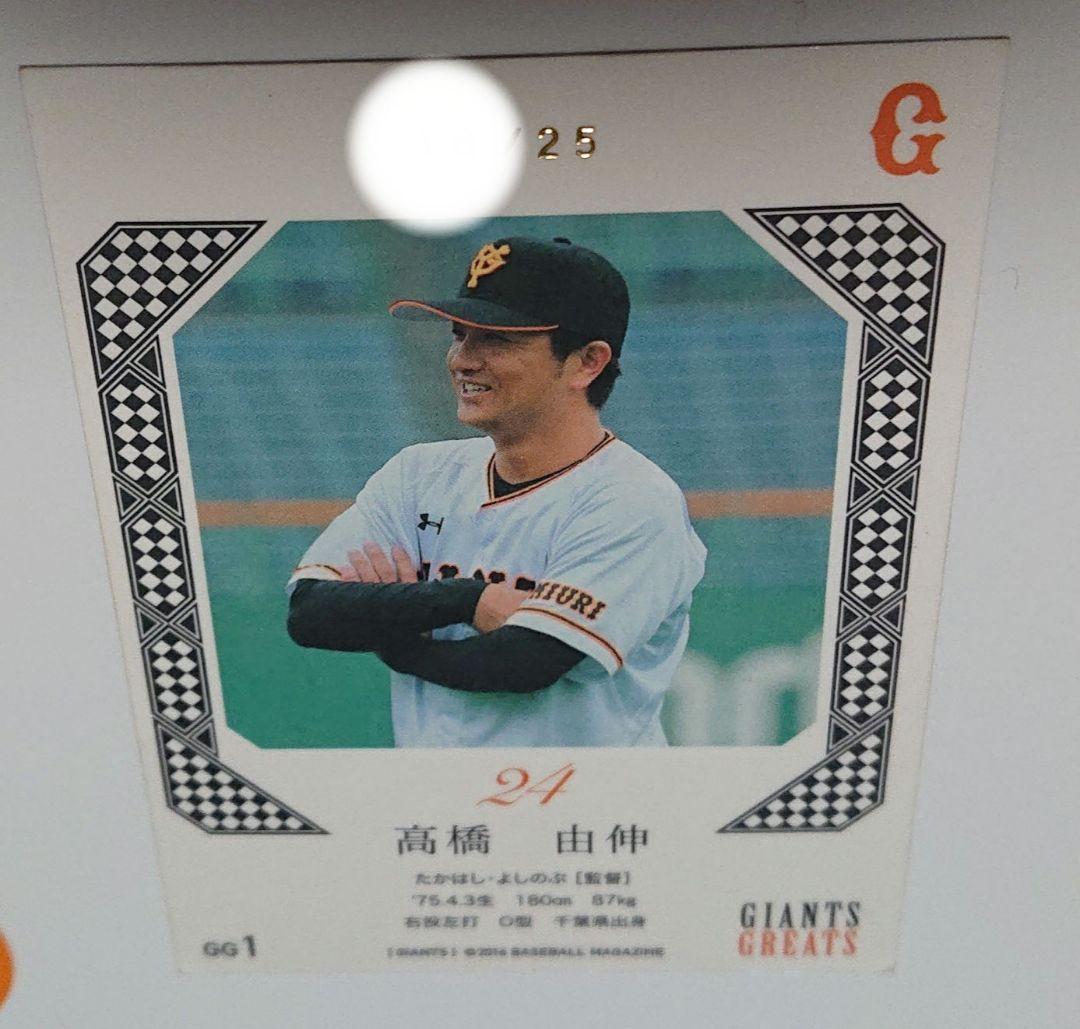 /25
G
YG
YOMIURI
24
高橋 由伸
たかはし・よしのぶ [監督]
'75.4.3生 180cm 87kg
右投左打 O型 千葉県出身
[GIANTS] ©2016 BASEBALL MAGAZINE
GG1
GIANTS
GREATS